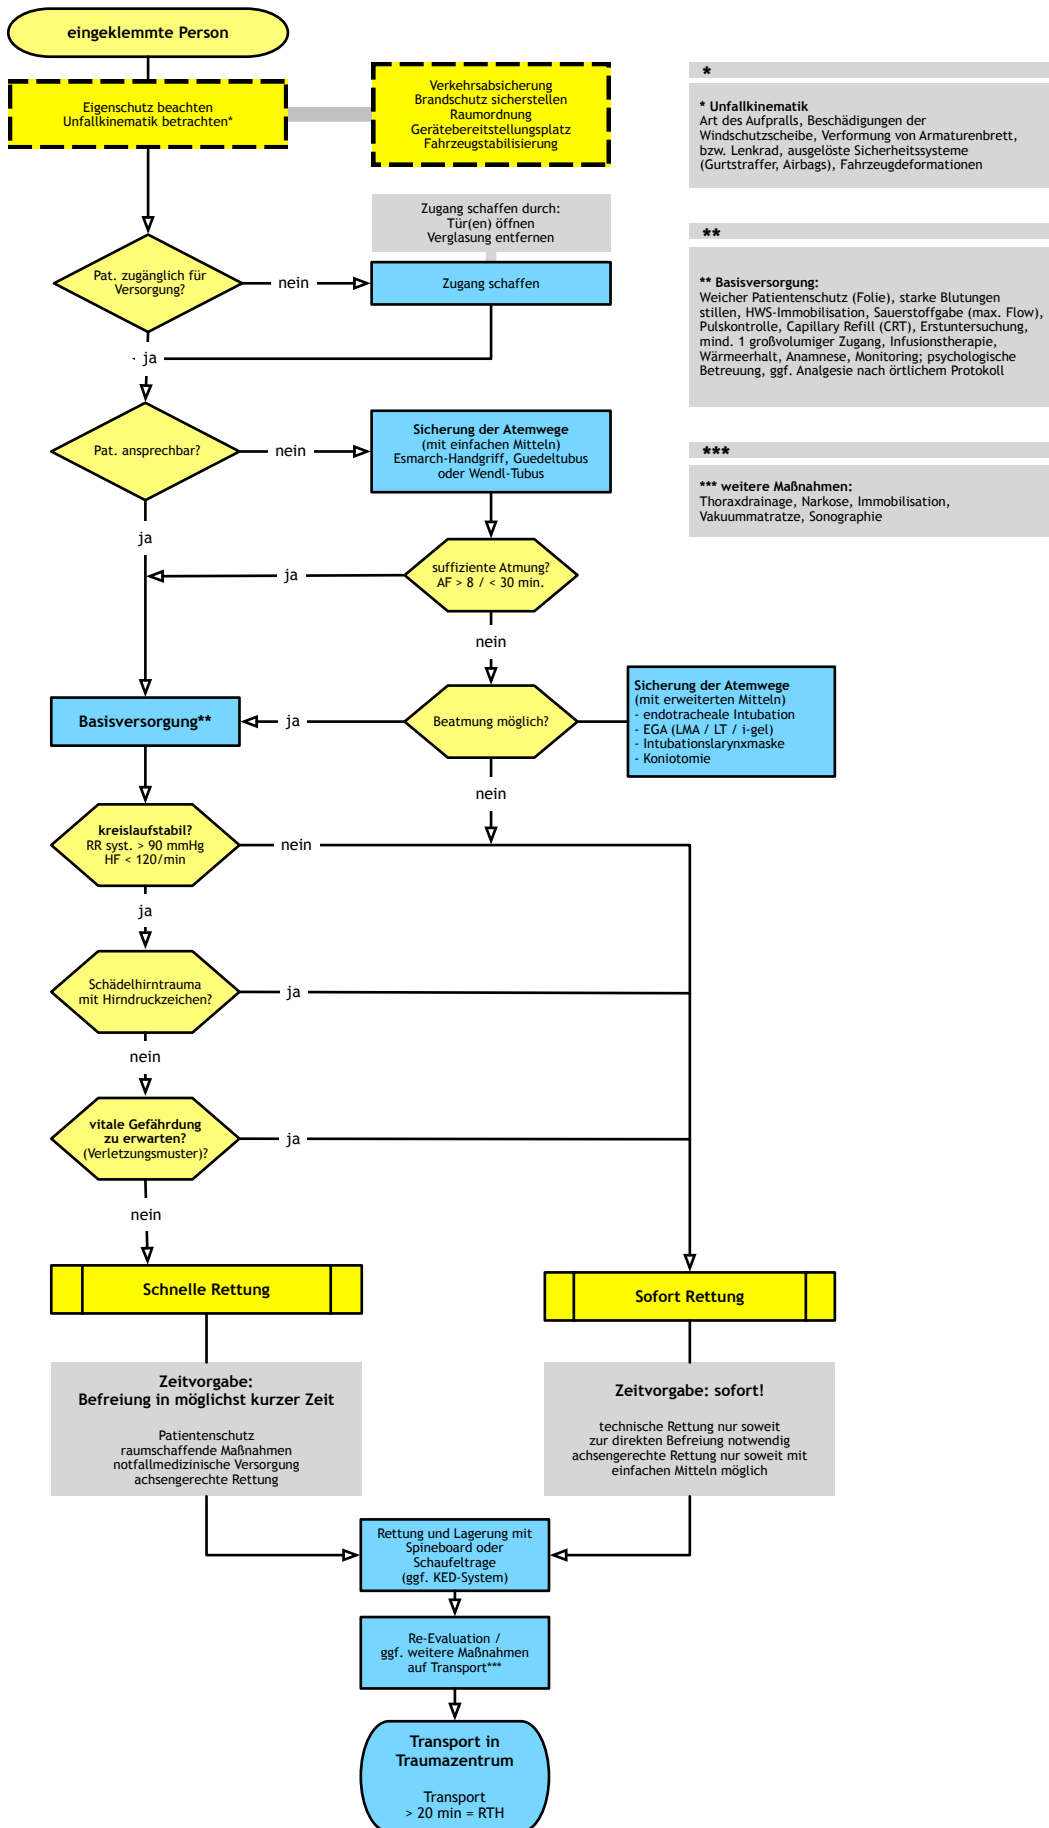 eingeklemmte Person
Eigenschutz beachten
Unfallkinematik betrachten*
Verkehrsabsicherung
Brandschutz sicherstellen
Raumordnung
Gerätebereitstellungsplatz
Fahrzeugstabilisierung
*
* Unfallkinematik
Art des Aufpralls, Beschädigungen der
Windschutzscheibe, Verformung von Armaturenbrett,
bzw. Lenkrad, ausgelöste Sicherheitssysteme
(Gurtstraffer, Airbags), Fahrzeugdeformationen
Zugang schaffen durch:
Tür(en) öffnen
Verglasung entfernen
Pat. zugänglich für
Versorgung?
nein
Zugang schaffen
ja
**
** Basisversorgung:
Weicher Patientenschutz (Folie), starke Blutungen
stillen, HWS-Immobilisation, Sauerstoffgabe (max. Flow),
Pulskontrolle, Capillary Refill (CRT), Erstuntersuchung,
mind. 1 großvolumiger Zugang, Infusionstherapie,
Wärmeerhalt, Anamnese, Monitoring; psychologische
Betreuung, ggf. Analgesie nach örtlichem Protokoll
Pat. ansprechbar?
nein
Sicherung der Atemwege
(mit einfachen Mitteln)
Esmarch-Handgriff, Guedeltubus
oder Wendl-Tubus
***
*** weitere Maßnahmen:
Thoraxdrainage, Narkose, Immobilisation,
Vakuummatratze, Sonographie
ja
suffiziente Atmung?
AF > 8 / < 30 min.
ja
nein
Basisversorgung**
ja
Beatmung möglich?
Sicherung der Atemwege
(mit erweiterten Mitteln)
- endotracheale Intubation
- EGA (LMA / LT / i-gel)
- Intubationslarynxmaske
- Koniotomie
nein
kreislaufstabil?
RR syst. > 90 mmHg
HF < 120/min
nein
ja
Schädelhirntrauma
mit Hirndruckzeichen?
ja
nein
vitale Gefährdung
zu erwarten?
(Verletzungsmuster)?
ja
nein
Schnelle Rettung
Sofort Rettung
Zeitvorgabe:
Befreiung in möglichst kurzer Zeit
Patientenschutz
raumschaffende Maßnahmen
notfallmedizinische Versorgung
achsengerechte Rettung
Zeitvorgabe: sofort!
technische Rettung nur soweit
zur direkten Befreiung notwendig
achsengerechte Rettung nur soweit mit
einfachen Mitteln möglich
Rettung und Lagerung mit
Spineboard oder
Schaufeltrage
(ggf. KED-System)
Re-Evaluation /
ggf. weitere Maßnahmen
auf Transport***
Transport in
Traumazentrum
Transport
> 20 min = RTH